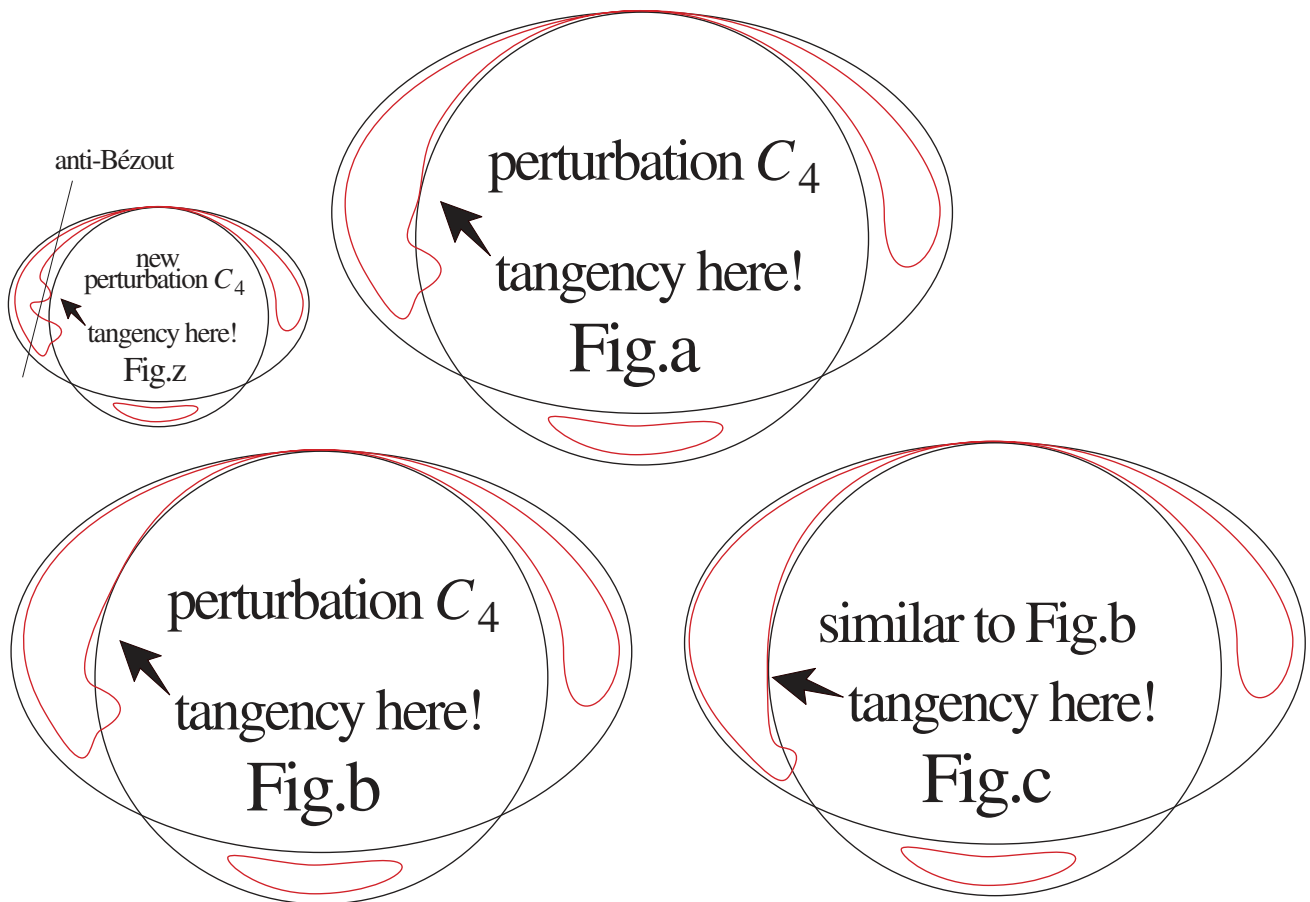 anti-Bézout
new
perturbation C4
tangency here!
Fig.z
perturbation C4
tangency here!
Fig.a
perturbation C4
tangency here!
Fig.b
similar to Fig.b
tangency here!
Fig.c